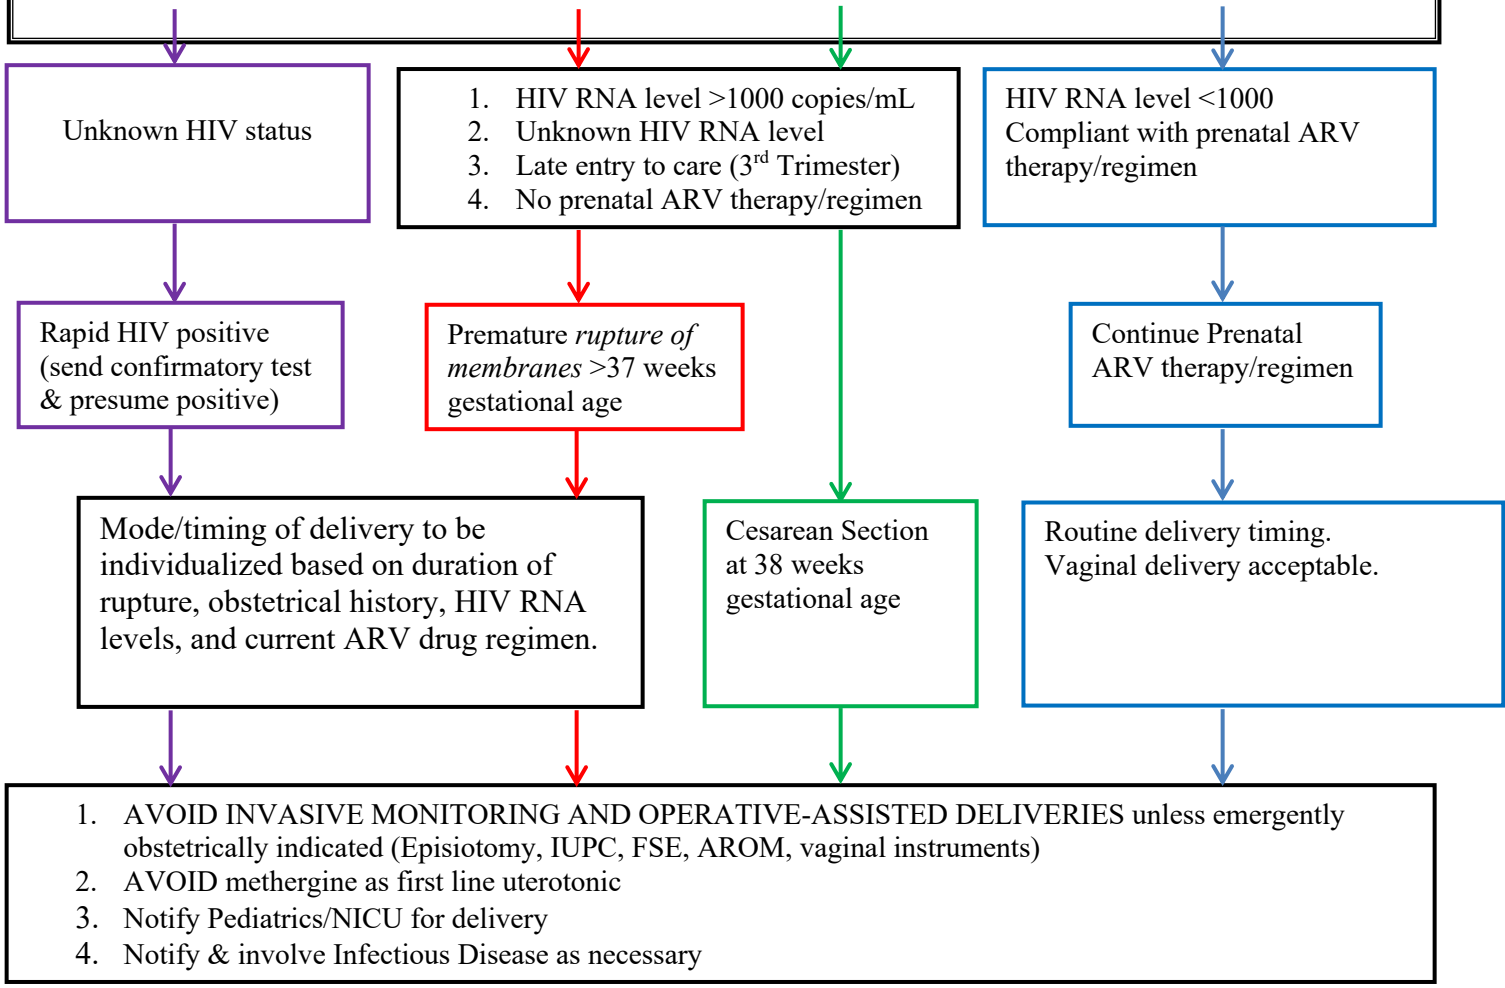 Unknown HIV status
1. HIV RNA level >1000 copies/mL
2. Unknown HIV RNA level
3. Late entry to care (3rd Trimester)
4. No prenatal ARV therapy/regimen
HIV RNA level <1000
Compliant with prenatal ARV
therapy/regimen
Rapid HIV positive
(send confirmatory test
& presume positive)
Premature rupture of
membranes >37 weeks
gestational age
Continue Prenatal
ARV therapy/regimen
Mode/timing of delivery to be
individualized based on duration of
rupture, obstetrical history, HIV RNA
levels, and current ARV drug regimen.
Cesarean Section
at 38 weeks
gestational age
Routine delivery timing.
Vaginal delivery acceptable.
1. AVOID INVASIVE MONITORING AND OPERATIVE-ASSISTED DELIVERIES unless emergently
obstetrically indicated (Episiotomy, IUPC, FSE, AROM, vaginal instruments)
2. AVOID methergine as first line uterotonic
3. Notify Pediatrics/NICU for delivery
4. Notify & involve Infectious Disease as necessary